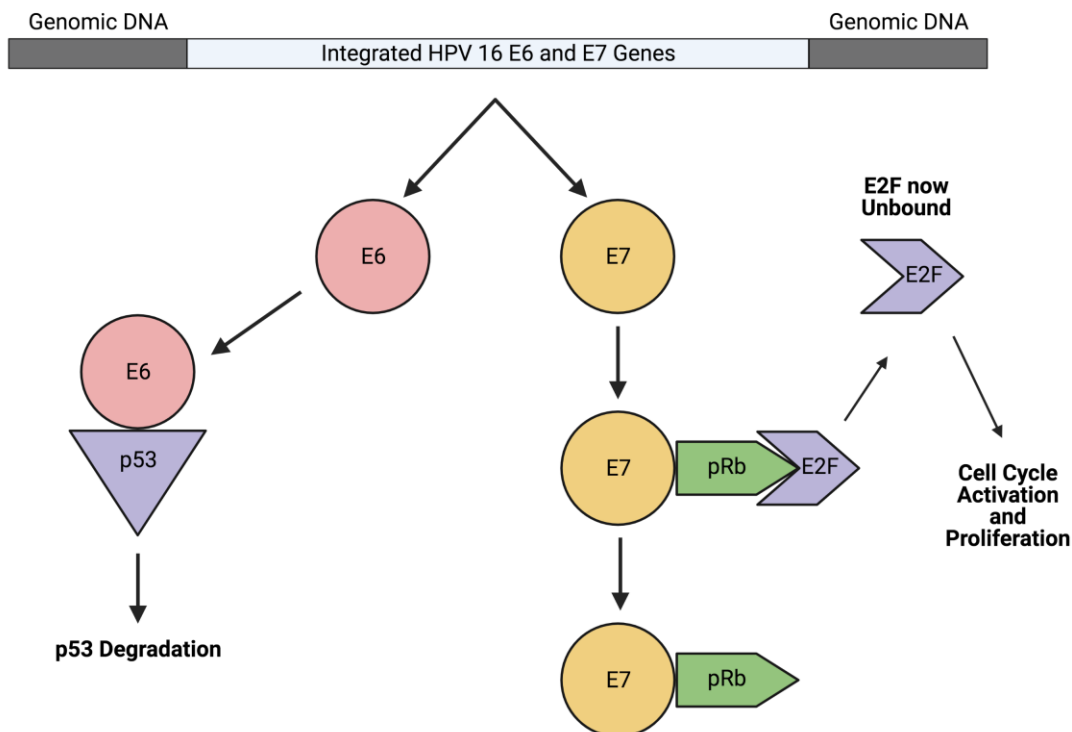 Genomic DNA
Genomic DNA
Integrated HPV 16 E6 and E7 Genes
E2F now
Unbound
E6
E7
E2F
E6
p53
E7
pRb
E2F
Cell Cycle
Activation
and
Proliferation
p53 Degradation
E7
pRb